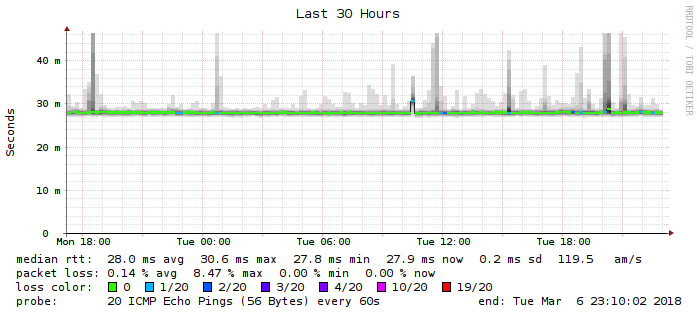 Last 30 Hours
RRDTOOL / TOBI OETIKER
Seconds
40 m
30 m
20 m
10 m
0
Mon 18:00 Tue 00:00 Tue 06:00 Tue 12:00 Tue 18:00
median rtt: 28.0 ms avg 30.6 ms max 27.8 ms min 27.9 ms now 0.2 ms sd 119.5 am/s
packet loss: 0.14 % avg 8.47 % max 0.00 % min 0.00 % now
loss color: 0 1/20 2/20 3/20 4/20 10/20 19/20
probe: 20 ICMP Echo Pings (56 Bytes) every 60s end: Tue Mar 6 23:10:02 2018